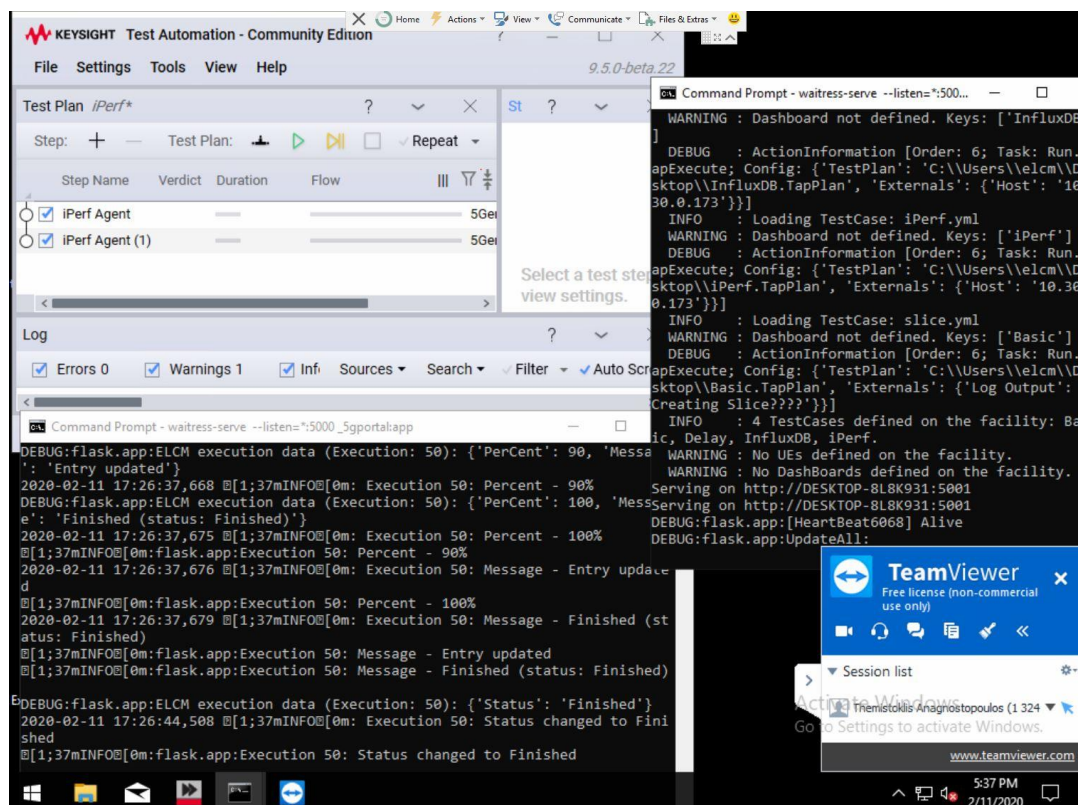 Home Actions View Communicate Files & Extras
KEYSIGHT Test Automation - Community Edition
File Settings Tools View Help
9.5.0-beta.22
Test Plan iPerf*
St
Step: Test Plan: Repeat
Step Name Verdict Duration Flow
iPerf Agent
5Ge
iPerf Agent (1)
5Ge
Select a test step
view settings.
Log
Errors 0 Warnings 1 Inf Sources Search Filter Auto Scr
Command Prompt - waitress-serve --listen=*:5000 _5gportal:app
DEBUG:flask.app:ELCM execution data (Execution: 50): {'PerCent': 90, 'Messa
': 'Entry updated'}
2020-02-11 17:26:37,668 [1;37mINFO[0m: Execution 50: Percent - 90%
DEBUG:flask.app:ELCM execution data (Execution: 50): {'PerCent': 100, 'Mess
e': 'Finished (status: Finished)'}
2020-02-11 17:26:37,675 [1;37mINFO[0m: Execution 50: Percent - 100%
[1;37mINFO[0m:flask.app:Execution 50: Percent - 90%
2020-02-11 17:26:37,676 [1;37mINFO[0m: Execution 50: Message - Entry update
d
[1;37mINFO[0m:flask.app:Execution 50: Percent - 100%
2020-02-11 17:26:37,679 [1;37mINFO[0m: Execution 50: Message - Finished (st
atus: Finished)
[1;37mINFO[0m:flask.app:Execution 50: Message - Entry updated
[1;37mINFO[0m:flask.app:Execution 50: Message - Finished (status: Finished)
DEBUG:flask.app:ELCM execution data (Execution: 50): {'Status': 'Finished'}
2020-02-11 17:26:44,508 [1;37mINFO[0m: Execution 50: Status changed to Fini
shed
[1;37mINFO[0m:flask.app:Execution 50: Status changed to Finished
Command Prompt - waitress-serve --listen=*:500...
WARNING : Dashboard not defined. Keys: ['InfluxDB
]
DEBUG : ActionInformation [Order: 6; Task: Run.
apExecute; Config: {'TestPlan': 'C:\\Users\\elcm\\D
sktop\\InfluxDB.TapPlan', 'Externals': {'Host': '10
30.0.173'}}]
INFO : Loading TestCase: iPerf.yml
WARNING : Dashboard not defined. Keys: ['iPerf']
DEBUG : ActionInformation [Order: 6; Task: Run.
apExecute; Config: {'TestPlan': 'C:\\Users\\elcm\\D
sktop\\iPerf.TapPlan', 'Externals': {'Host': '10.30
0.173'}}]
INFO : Loading TestCase: slice.yml
WARNING : Dashboard not defined. Keys: ['Basic']
DEBUG : ActionInformation [Order: 6; Task: Run.
apExecute; Config: {'TestPlan': 'C:\\Users\\elcm\\D
sktop\\Basic.TapPlan', 'Externals': {'Log Output':
Creating Slice????'}}]
INFO : 4 TestCases defined on the facility: Ba
ic, Delay, InfluxDB, iPerf.
WARNING : No UEs defined on the facility.
WARNING : No DashBoards defined on the facility.
Serving on http://DESKTOP-8L8K931:5001
Serving on http://DESKTOP-8L8K931:5001
DEBUG:flask.app:[HeartBeat6068] Alive
DEBUG:flask.app:UpdateAll:
TeamViewer
Free license (non-commercial
use only)
Session list
Activate Windows
Themistoklis Anagnostopoulos (1 324
Go to Settings to activate Windows.
www.teamviewer.com
5:37 PM
2/11/2020